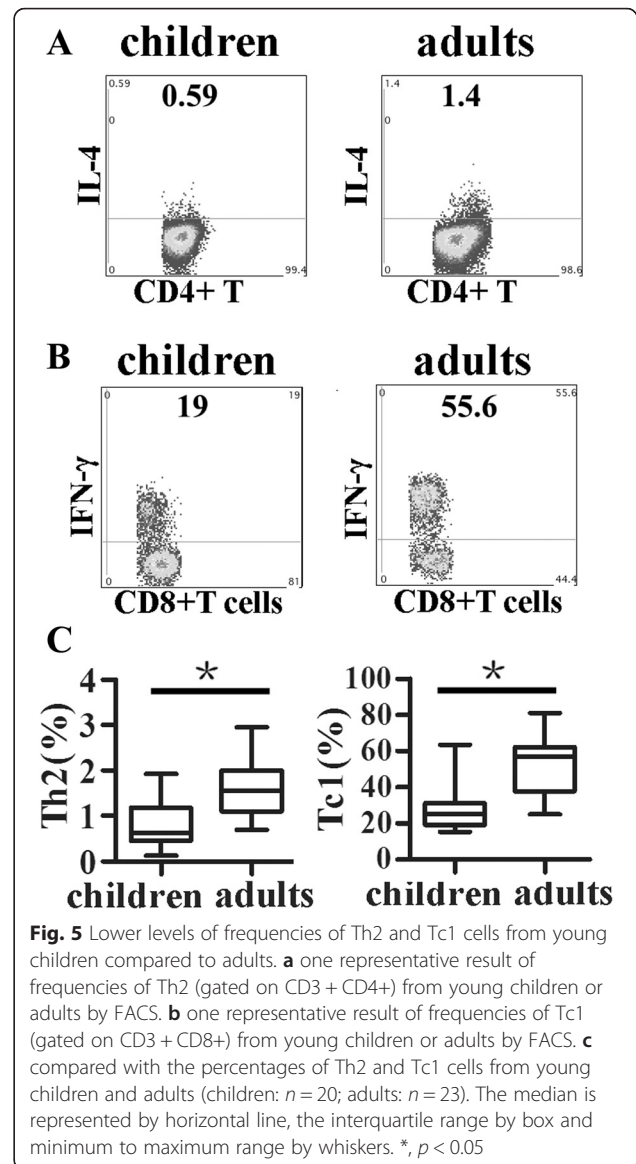 A children adults
0.59 0.59 1.4 1.4
0 0
IL-4 IL-4
0 99.4 0 98.6
CD4+ T CD4+ T
B children adults
0 19 19 0 55.6 55.6
IFN-γ IFN-γ
0 81 0 44.4
CD8+T cells CD8+T cells
C
* *
Th2(%) Tc1(%)
4 100
3 80
2 60
1 40
0 20
0
children adults children adults
Fig. 5 Lower levels of frequencies of Th2 and Tc1 cells from young
children compared to adults. a one representative result of
frequencies of Th2 (gated on CD3 + CD4+) from young children or
adults by FACS. b one representative result of frequencies of Tc1
(gated on CD3 + CD8+) from young children or adults by FACS. c
compared with the percentages of Th2 and Tc1 cells from young
children and adults (children: n = 20; adults: n = 23). The median is
represented by horizontal line, the interquartile range by box and
minimum to maximum range by whiskers. *, p < 0.05